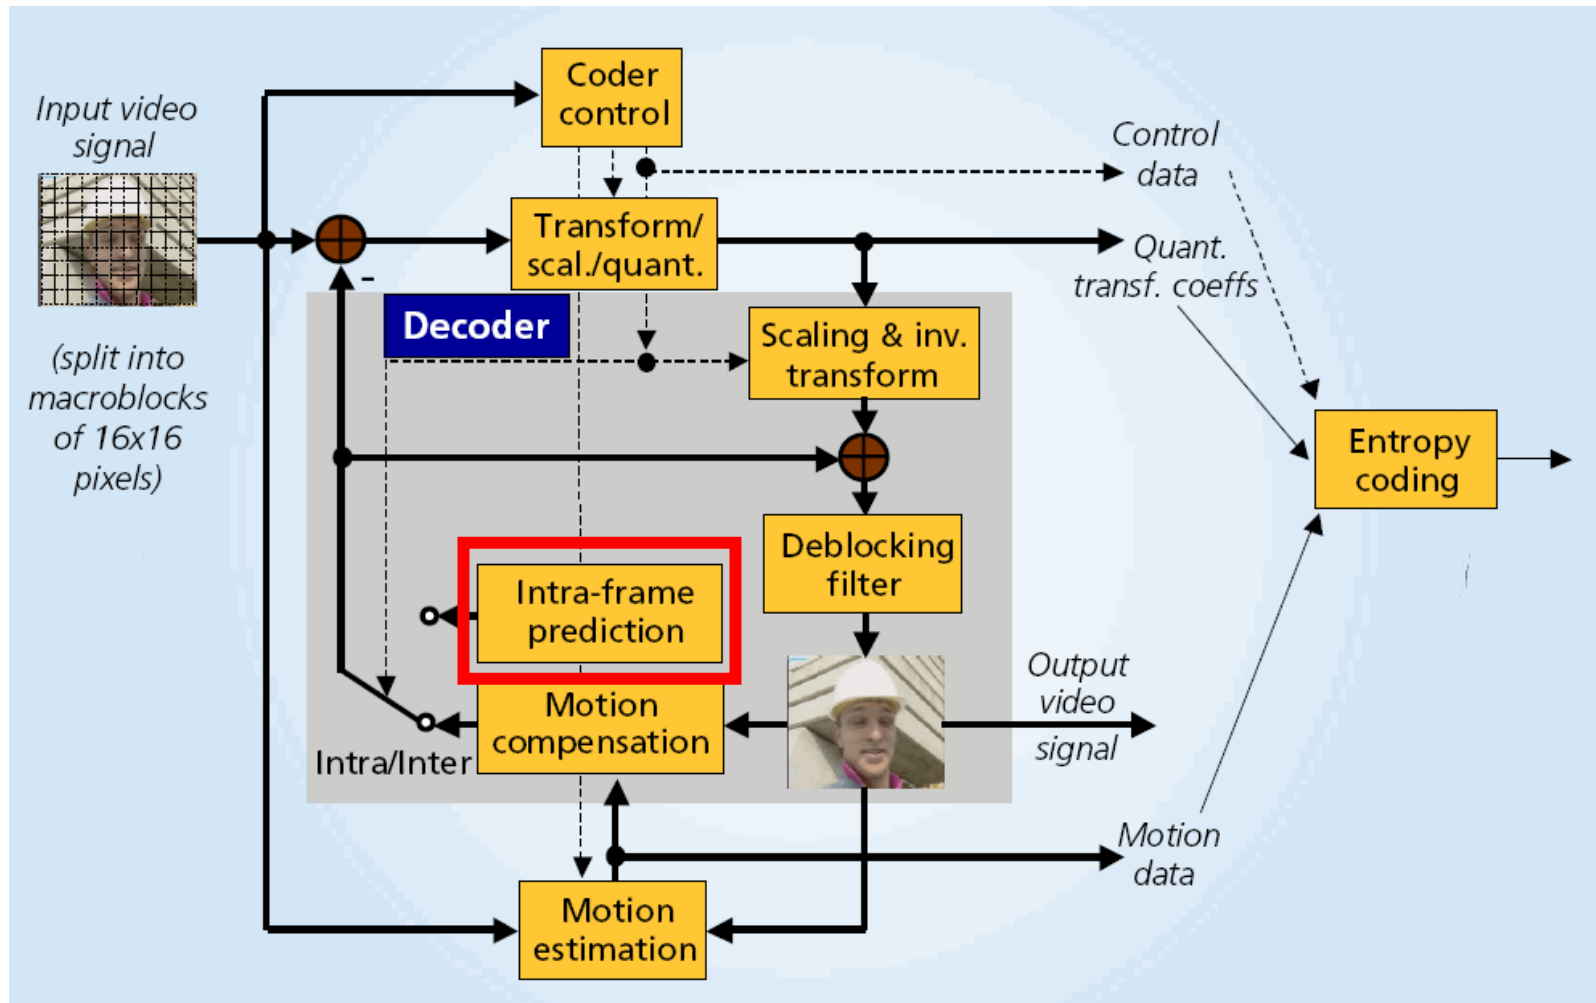 Coder
control
Input video
signal
Control
data
Transform/
scal./quant.
-
Quant.
transf. coeffs
Decoder
Scaling & inv.
transform
(split into
macroblocks
of 16x16
pixels)
Entropy
coding
Deblocking
filter
Intra-frame
prediction
Output
video
signal
Motion
compensation
Intra/Inter
Motion
data
Motion
estimation